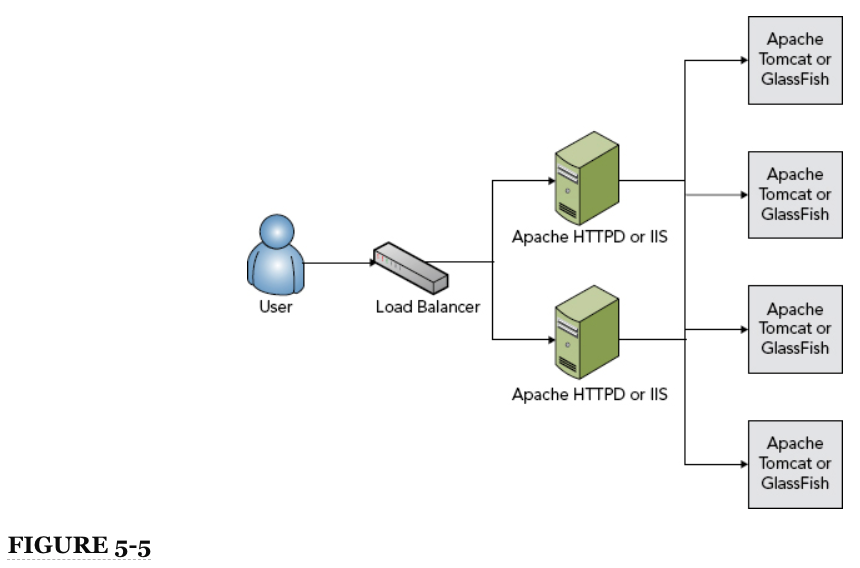 Apache
Tomcat or
GlassFish
Apache
Tomcat or
GlassFish
Apache HTTPD or IIS
User
Load Balancer
Apache
Tomcat or
GlassFish
Apache HTTPD or IIS
Apache
Tomcat or
GlassFish
FIGURE 5-5